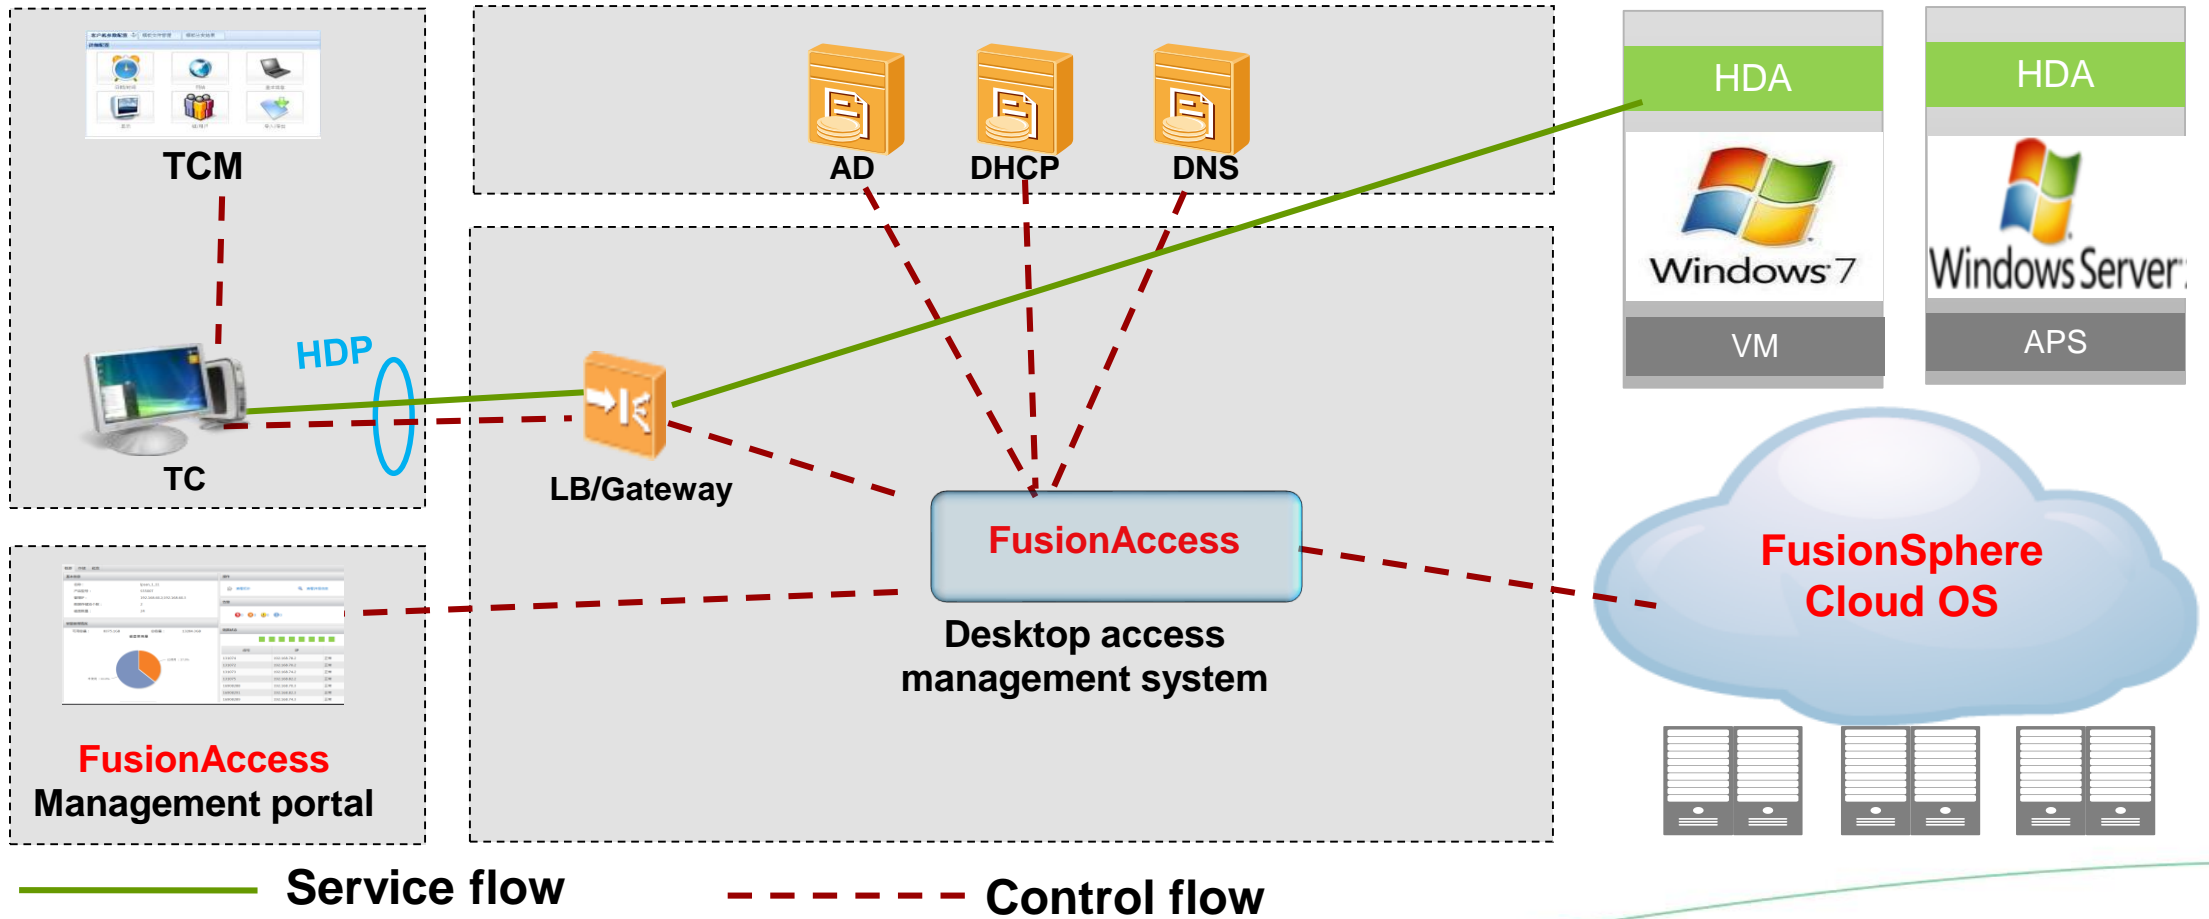 TCM
HDP
TC
AD
DHCP
DNS
LB/Gateway
FusionAccess
Desktop access
management system
FusionAccess
Management portal
HDA
Windows 7
VM
HDA
Windows Server
APS
FusionSphere
Cloud OS
Service flow
Control flow